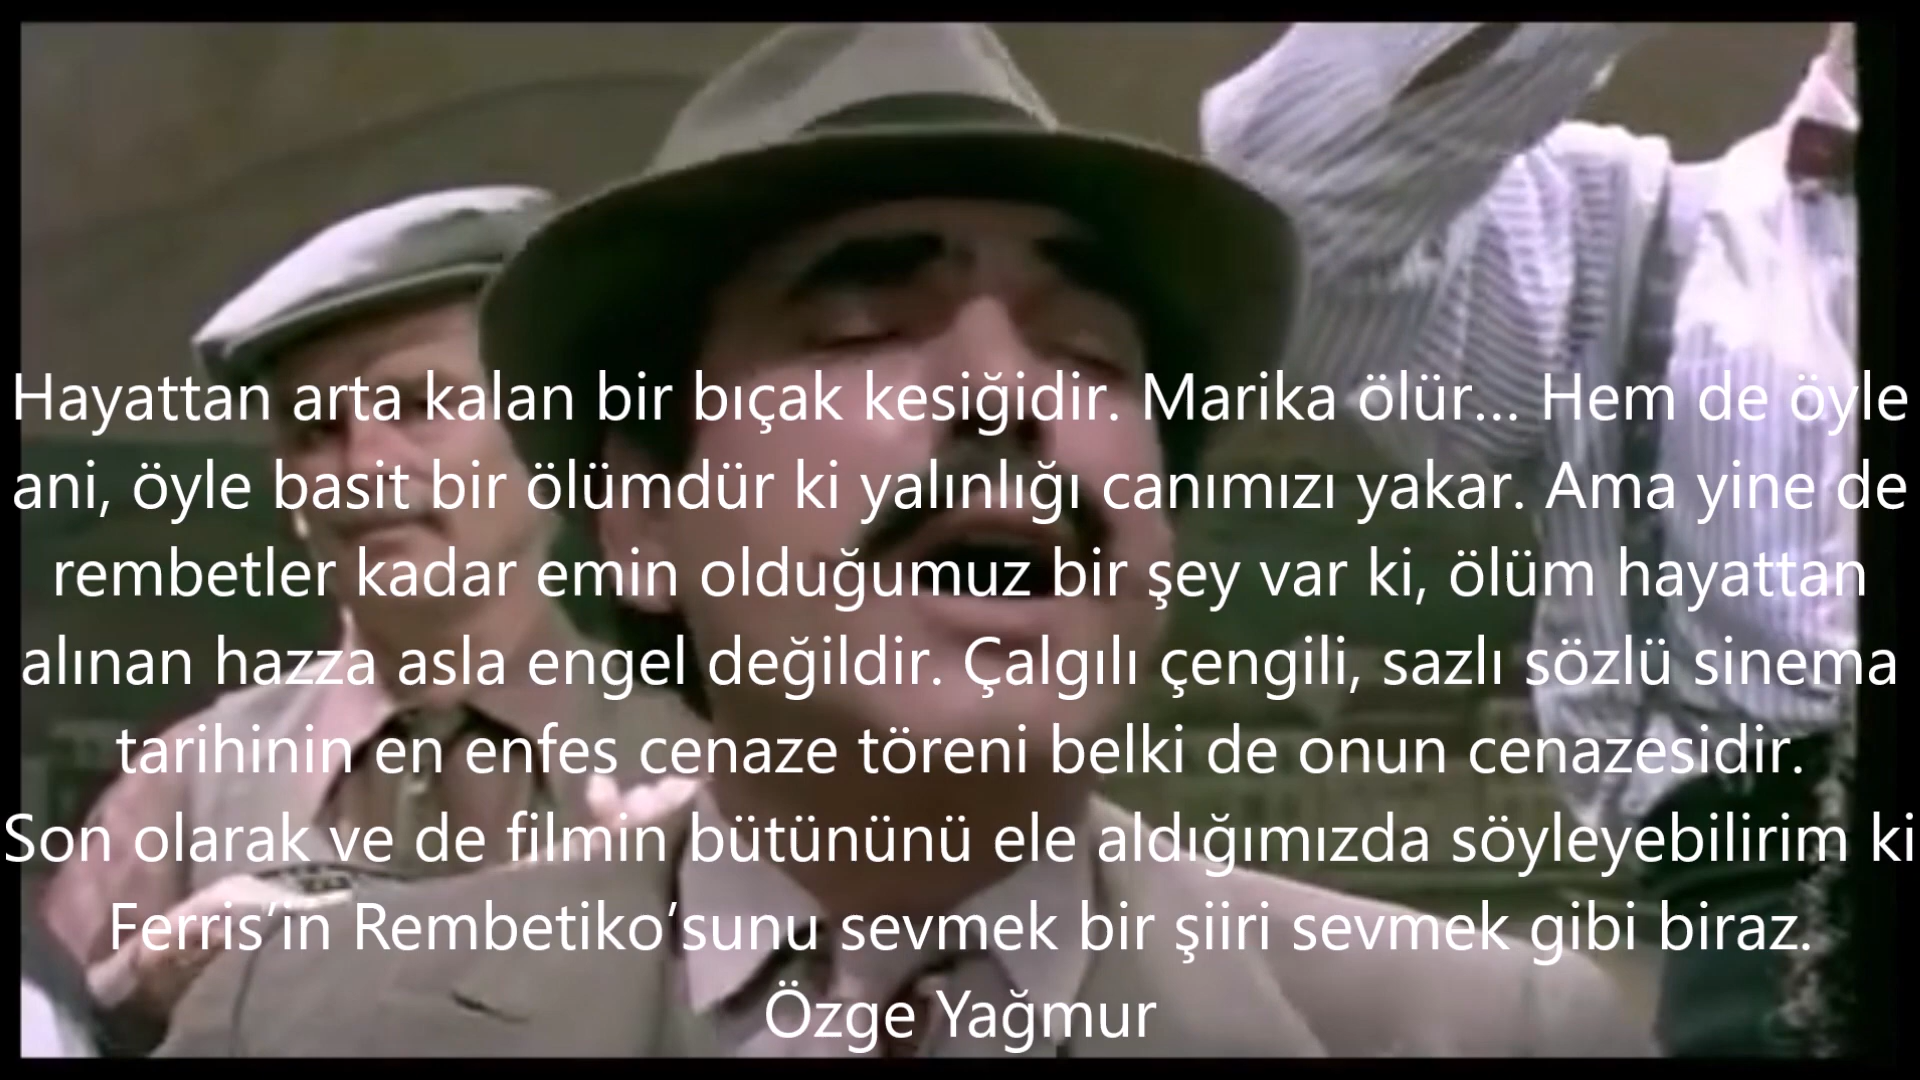 Hayattan arta kalan bir bıçak kesiğidir. Marika ölür... Hem de öyle
ani, öyle basit bir ölümdür ki yalınlığı canımızı yakar. Ama yine de
rembetler kadar emin olduğumuz bir şey var ki, ölüm hayattan
alınan hazza asla engel değildir. Çalgılı çengili, sazlı sözlü sinema
tarihinin en enfes cenaze töreni belki de onun cenazesidir.
Son olarak ve de filmin bütününü ele aldığımızda söyleyebilirim ki
Ferris’in Rembetiko’sunu sevmek bir şiiri sevmek gibi biraz.
Özge Yağmur